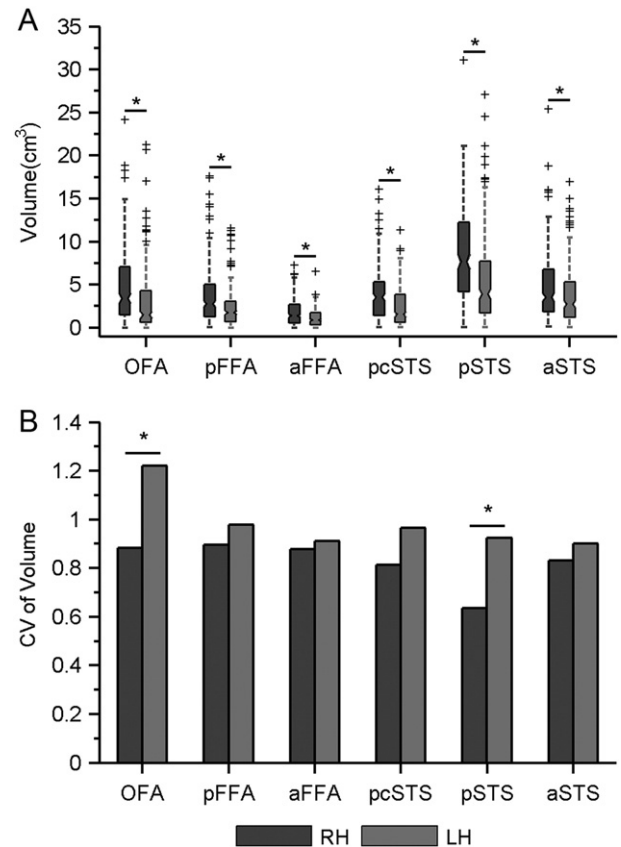 A
Volume(cm³)
35
30
25
20
15
10
5
0
* * * * * *
OFA pFFA aFFA pcSTS pSTS aSTS
B
CV of Volume
1.4
1.2
1
0.8
0.6
0.4
0.2
0
* *
OFA pFFA aFFA pcSTS pSTS aSTS
RH LH